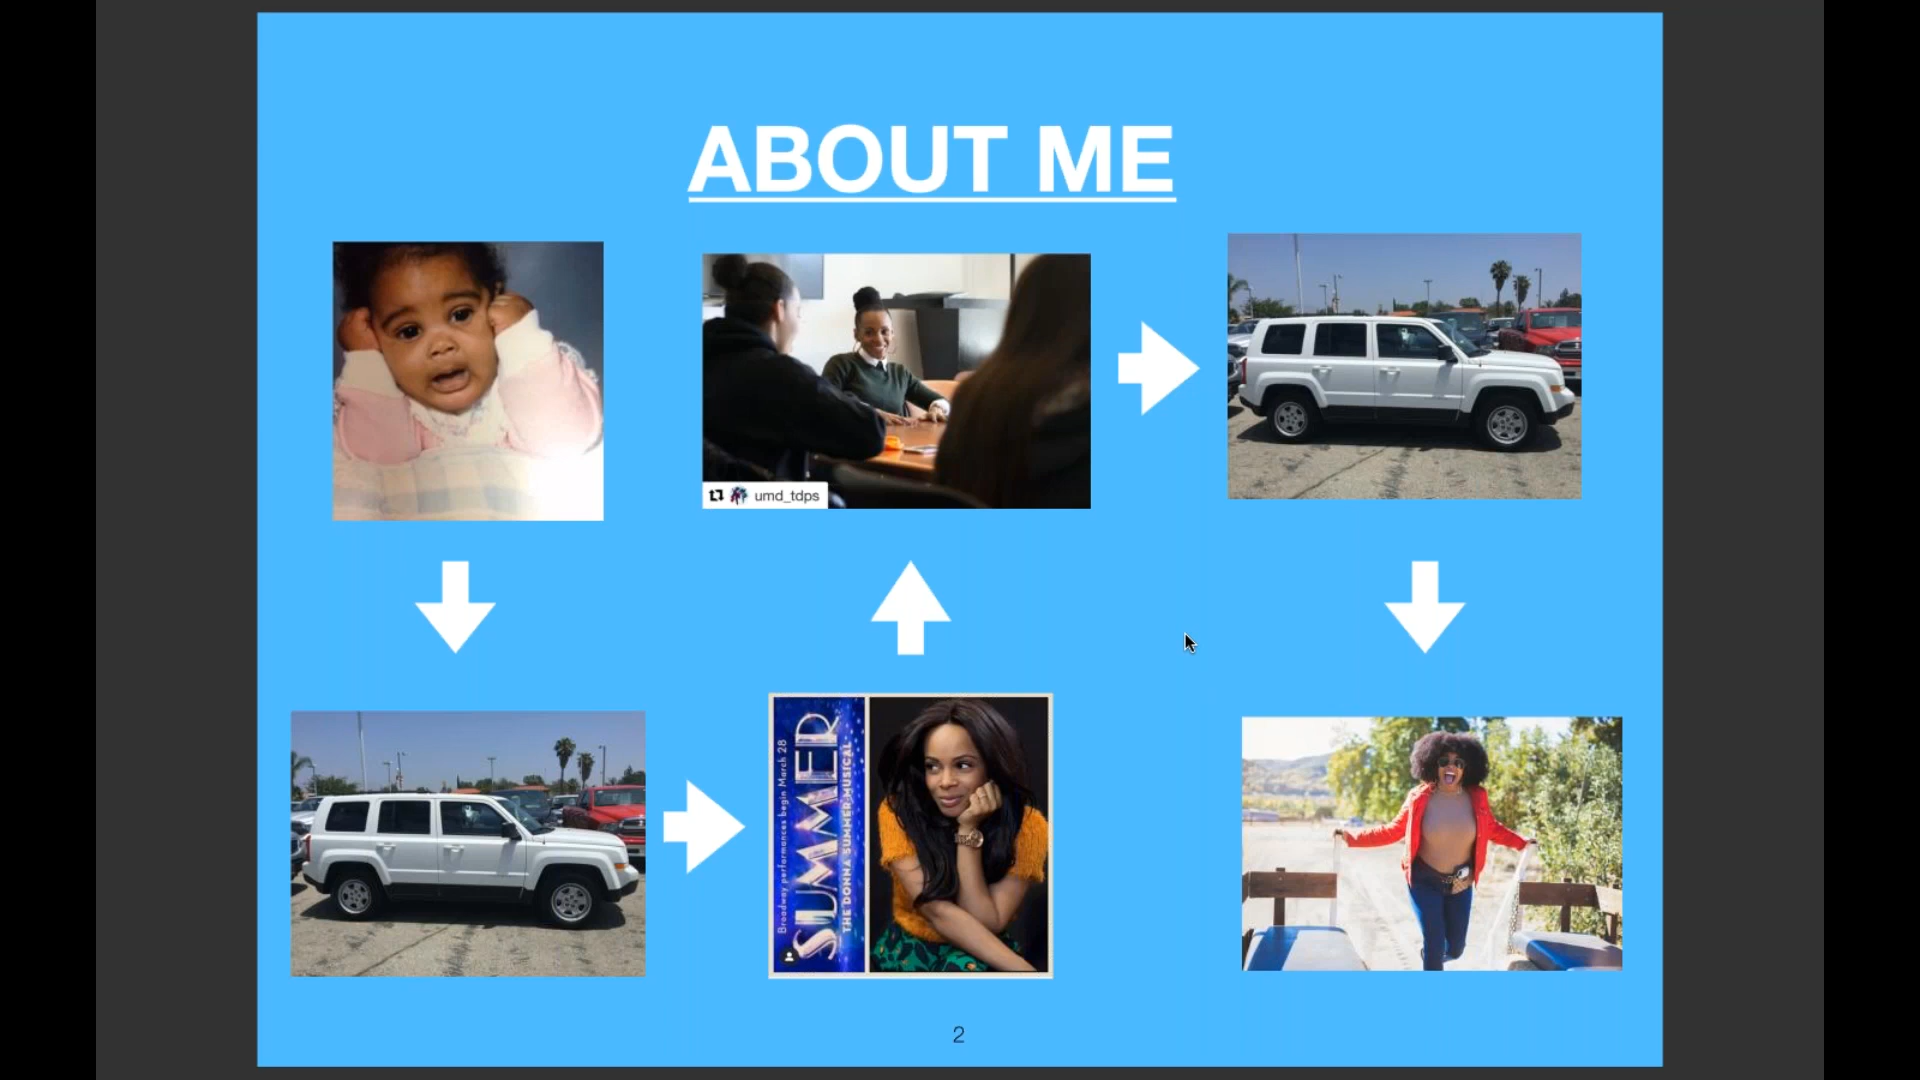 ABOUT ME
umd_tdps
Broadway performances begin March 28
SUMMER
THE DONNA SUMMER MUSICAL
2